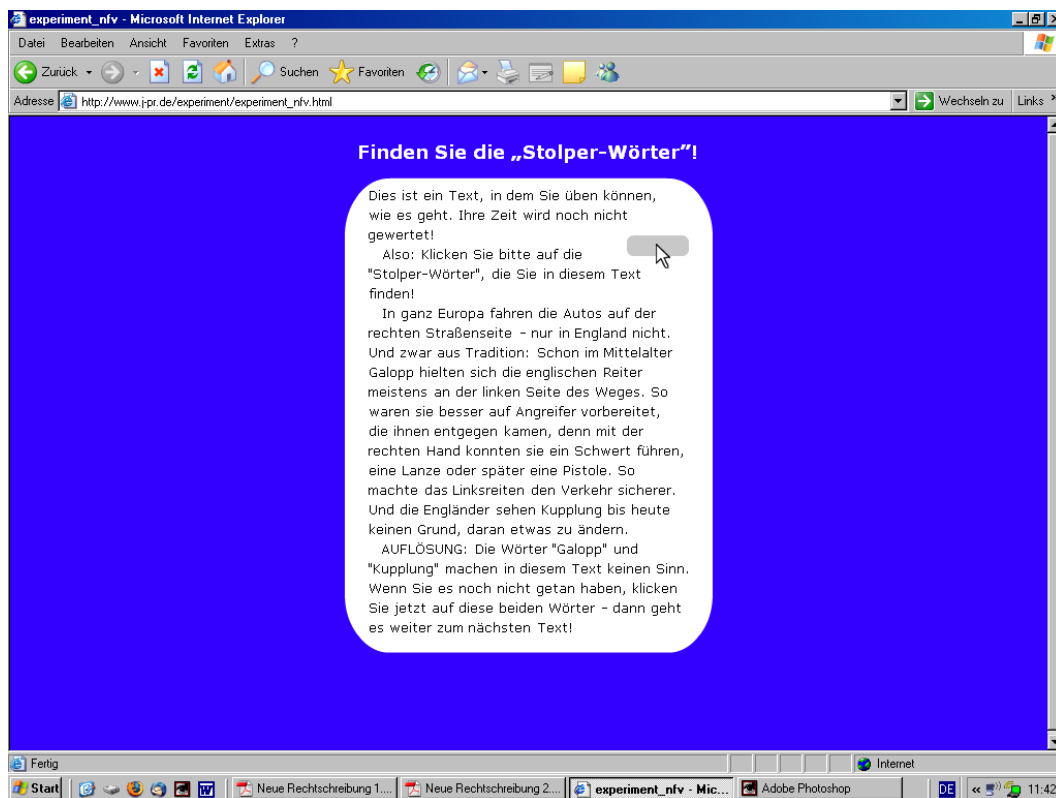 experiment_nfv - Microsoft Internet Explorer
Datei Bearbeiten Ansicht Favoriten Extras ?
Zurück Suchen Favoriten
Adresse http://www.j-pr.de/experiment/experiment_nfv.html Wechseln zu Links
Finden Sie die „Stolper-Wörter"!
Dies ist ein Text, in dem Sie üben können,
wie es geht. Ihre Zeit wird noch nicht
gewertet!
Also: Klicken Sie bitte auf die
"Stolper-Wörter", die Sie in diesem Text
finden!
In ganz Europa fahren die Autos auf der
rechten Straßenseite - nur in England nicht.
Und zwar aus Tradition: Schon im Mittelalter
Galopp hielten sich die englischen Reiter
meistens an der linken Seite des Weges. So
waren sie besser auf Angreifer vorbereitet,
die ihnen entgegen kamen, denn mit der
rechten Hand konnten sie ein Schwert führen,
eine Lanze oder später eine Pistole. So
machte das Linksreiten den Verkehr sicherer.
Und die Engländer sehen Kupplung bis heute
keinen Grund, daran etwas zu ändern.
AUFLÖSUNG: Die Wörter "Galopp" und
"Kupplung" machen in diesem Text keinen Sinn.
Wenn Sie es noch nicht getan haben, klicken
Sie jetzt auf diese beiden Wörter - dann geht
es weiter zum nächsten Text!
Fertig Internet
Start Neue Rechtschreibung 1.... Neue Rechtschreibung 2.... experiment_nfv - Mic... Adobe Photoshop DE « 11:42